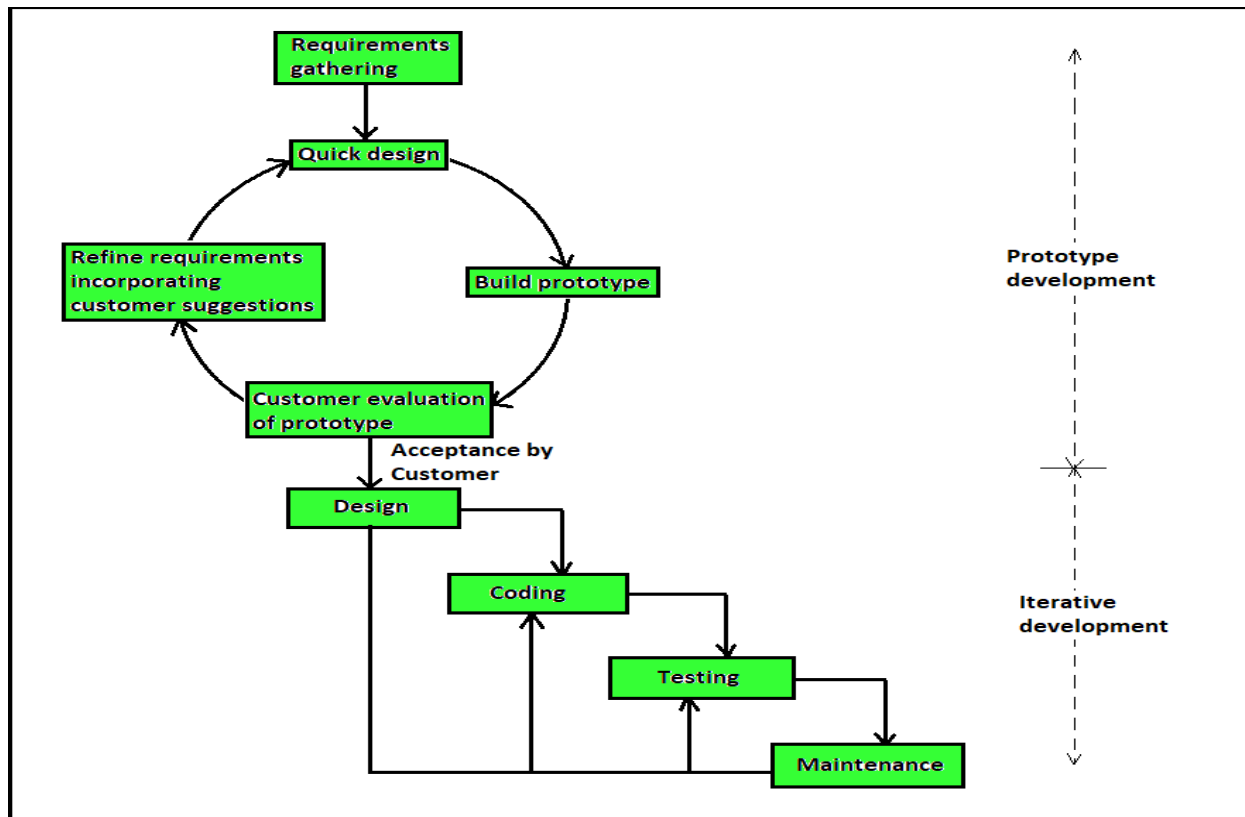 Requirements
gathering
Quick design
Refine requirements
incorporating
customer suggestions
Build prototype
Prototype
development
Customer evaluation
of prototype
Acceptance by
Customer
Design
Coding
Iterative
development
Testing
Maintenance